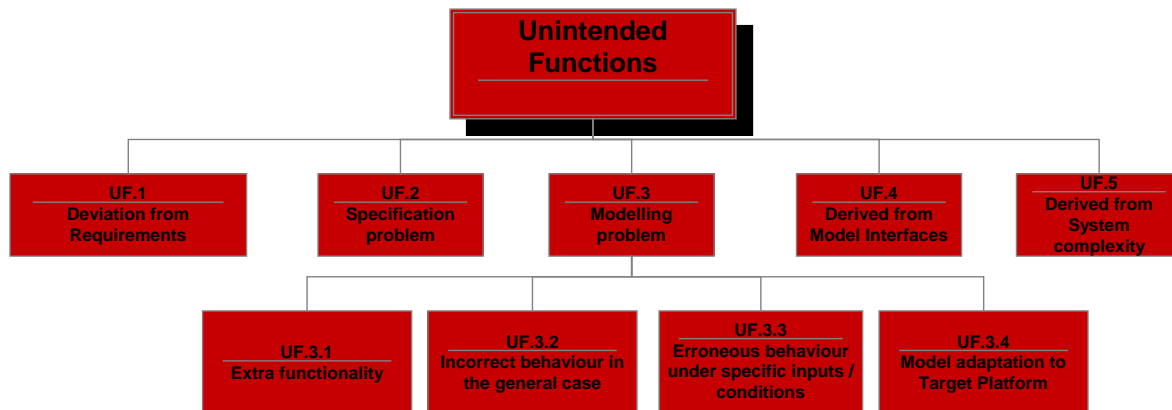 Unintended
Functions
UF.1
Deviation from
Requirements
UF.2
Specification
problem
UF.3
Modelling
problem
UF.4
Derived from
Model Interfaces
UF.5
Derived from
System
complexity
UF.3.1
Extra functionality
UF.3.2
Incorrect behaviour in
the general case
UF.3.3
Erroneous behaviour
under specific inputs /
conditions
UF.3.4
Model adaptation to
Target Platform